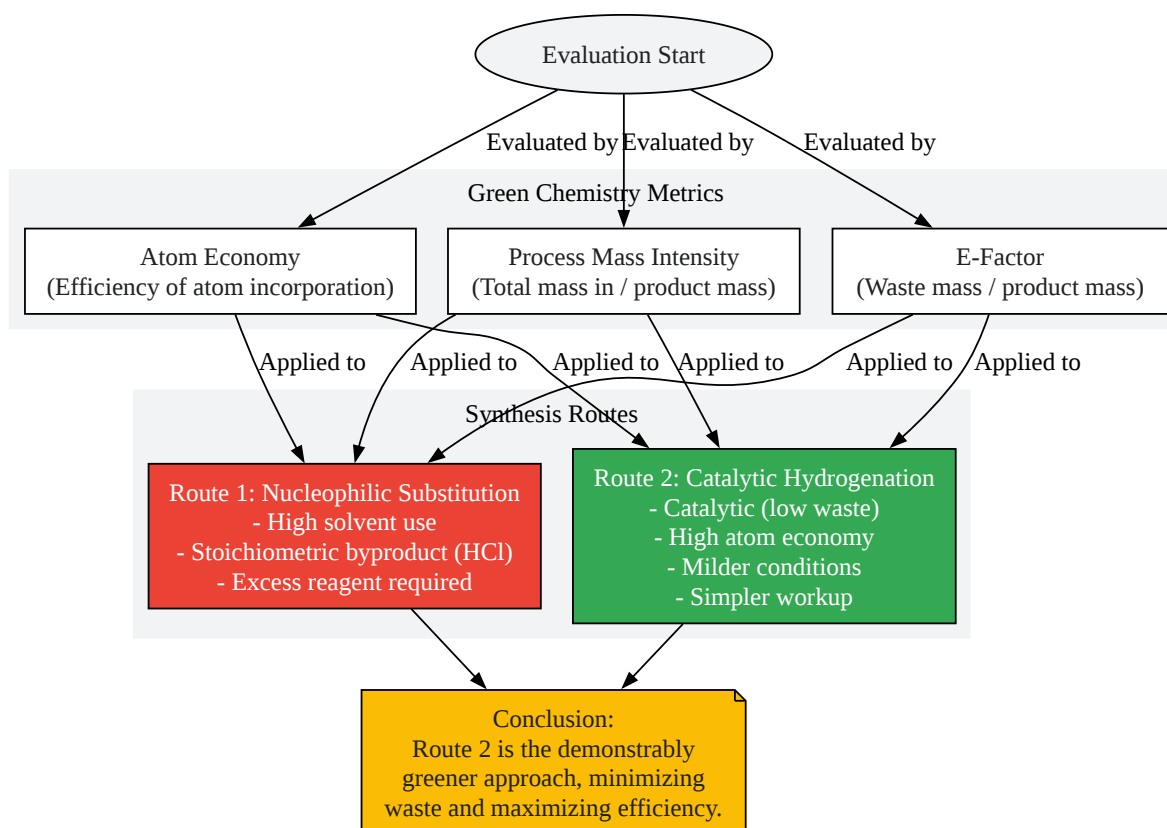 Evaluation Start
Evaluated by
Evaluated by
Evaluated by
Green Chemistry Metrics
Atom Economy
(Efficiency of atom incorporation)
Process Mass Intensity
(Total mass in / product mass)
E-Factor
(Waste mass / product mass)
Applied to
Applied to
Applied to
Applied to
Applied to
Applied to
Synthesis Routes
Route 1: Nucleophilic Substitution
- High solvent use
- Stoichiometric byproduct (HCl)
- Excess reagent required
Route 2: Catalytic Hydrogenation
- Catalytic (low waste)
- High atom economy
- Milder conditions
- Simpler workup
Conclusion:
Route 2 is the demonstrably
greener approach, minimizing
waste and maximizing efficiency.